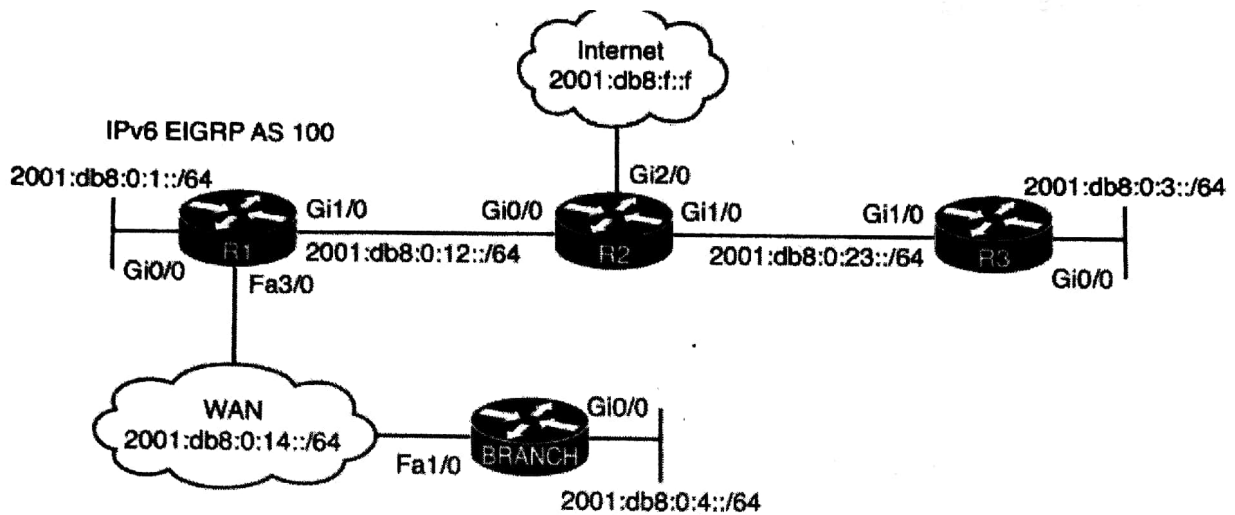 Internet
2001:db8:f::f
IPv6 EIGRP AS 100
2001:db8:0:1::/64
Gi2/0
2001:db8:0:3::/64
Gi1/0
Gi0/0
Gi1/0
Gi1/0
R1
2001:db8:0:12::/64
R2
2001:db8:0:23::/64
R3
Gi0/0
Fa3/0
Gi0/0
WAN
2001:db8:0:14::/64
Gi0/0
Fa1/0
BRANCH
2001:db8:0:4::/64